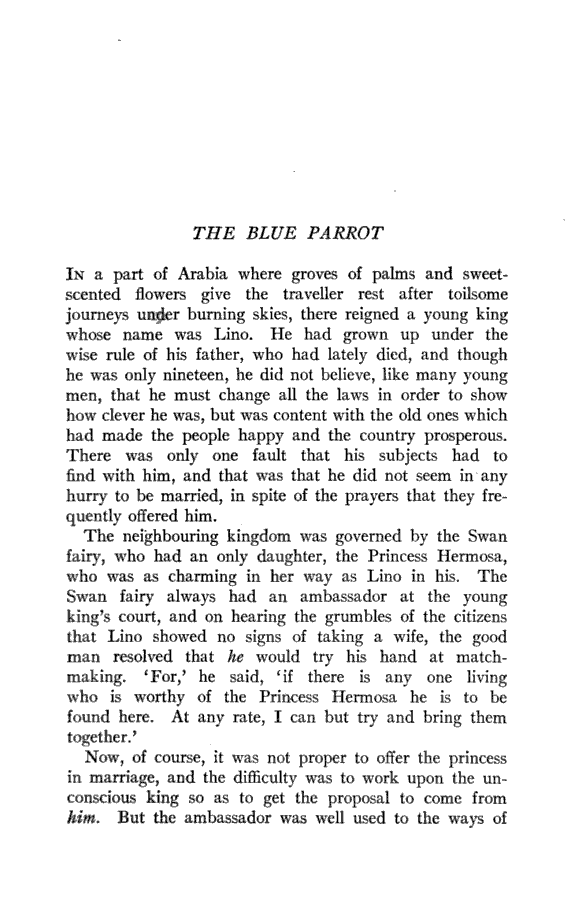 THE BLUE PARROT
IN a part of Arabia where groves of palms and sweet-
scented flowers give the traveller rest after toilsome
journeys under burning skies, there reigned a young king
whose name was Lino. He had grown up under the
wise rule of his father, who had lately died, and though
he was only nineteen, he did not believe, like many young
men, that he must change all the laws in order to show
how clever he was, but was content with the old ones which
had made the people happy and the country prosperous.
There was only one fault that his subjects had to
find with him, and that was that he did not seem in any
hurry to be married, in spite of the prayers that they fre-
quently offered him.
The neighbouring kingdom was governed by the Swan
fairy, who had an only daughter, the Princess Hermosa,
who was as charming in her way as Lino in his. The
Swan fairy always had an ambassador at the young
king's court, and on hearing the grumbles of the citizens
that Lino showed no signs of taking a wife, the good
man resolved that he would try his hand at match-
making. ‘For,’ he said, ‘if there is any one living
who is worthy of the Princess Hermosa he is to be
found here. At any rate, I can but try and bring them
together.’
Now, of course, it was not proper to offer the princess
in marriage, and the difficulty was to work upon the un-
conscious king so as to get the proposal to come from
him. But the ambassador was well used to the ways of